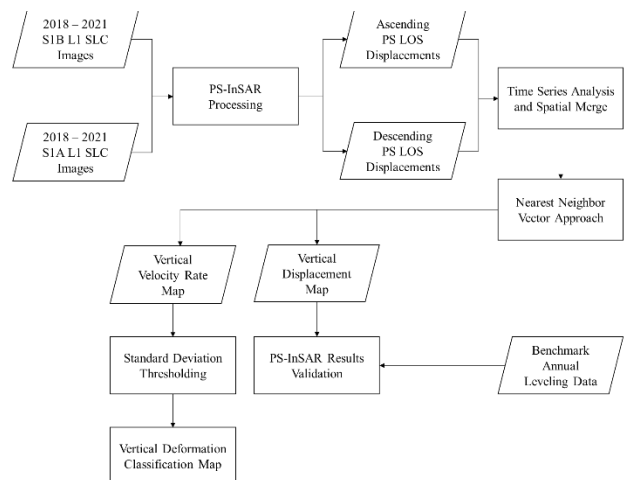 2018 – 2021
S1B L1 SLC
Images
2018 – 2021
S1A L1 SLC
Images
PS-InSAR
Processing
Ascending
PS LOS
Displacements
Descending
PS LOS
Displacements
Time Series Analysis
and Spatial Merge
Nearest Neighbor
Vector Approach
Vertical
Velocity Rate
Map
Vertical
Displacement
Map
Standard Deviation
Thresholding
PS-InSAR Results
Validation
Benchmark
Annual
Leveling Data
Vertical Deformation
Classification Map